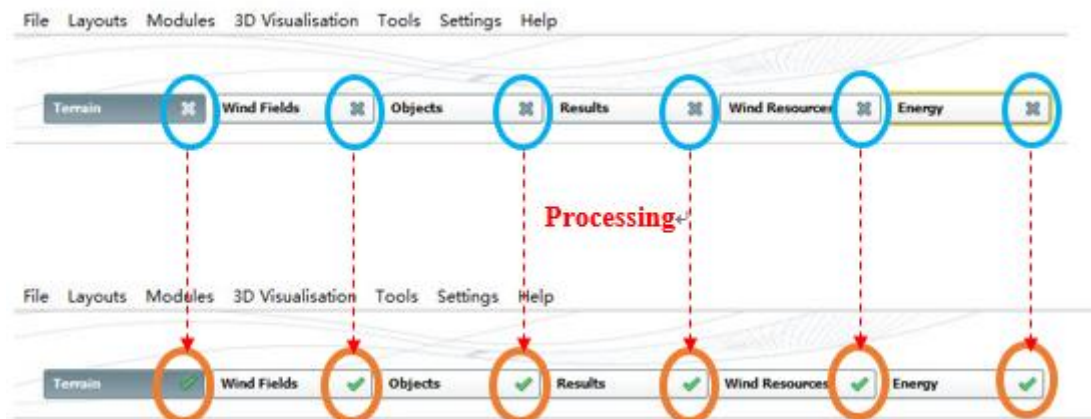 File Layouts Modules 3D Visualisation Tools Settings Help
Terrain Wind Fields Objects Results Wind Resources Energy
Processing↵
File Layouts Modules 3D Visualisation Tools Settings Help
Terrain Wind Fields Objects Results Wind Resources Energy